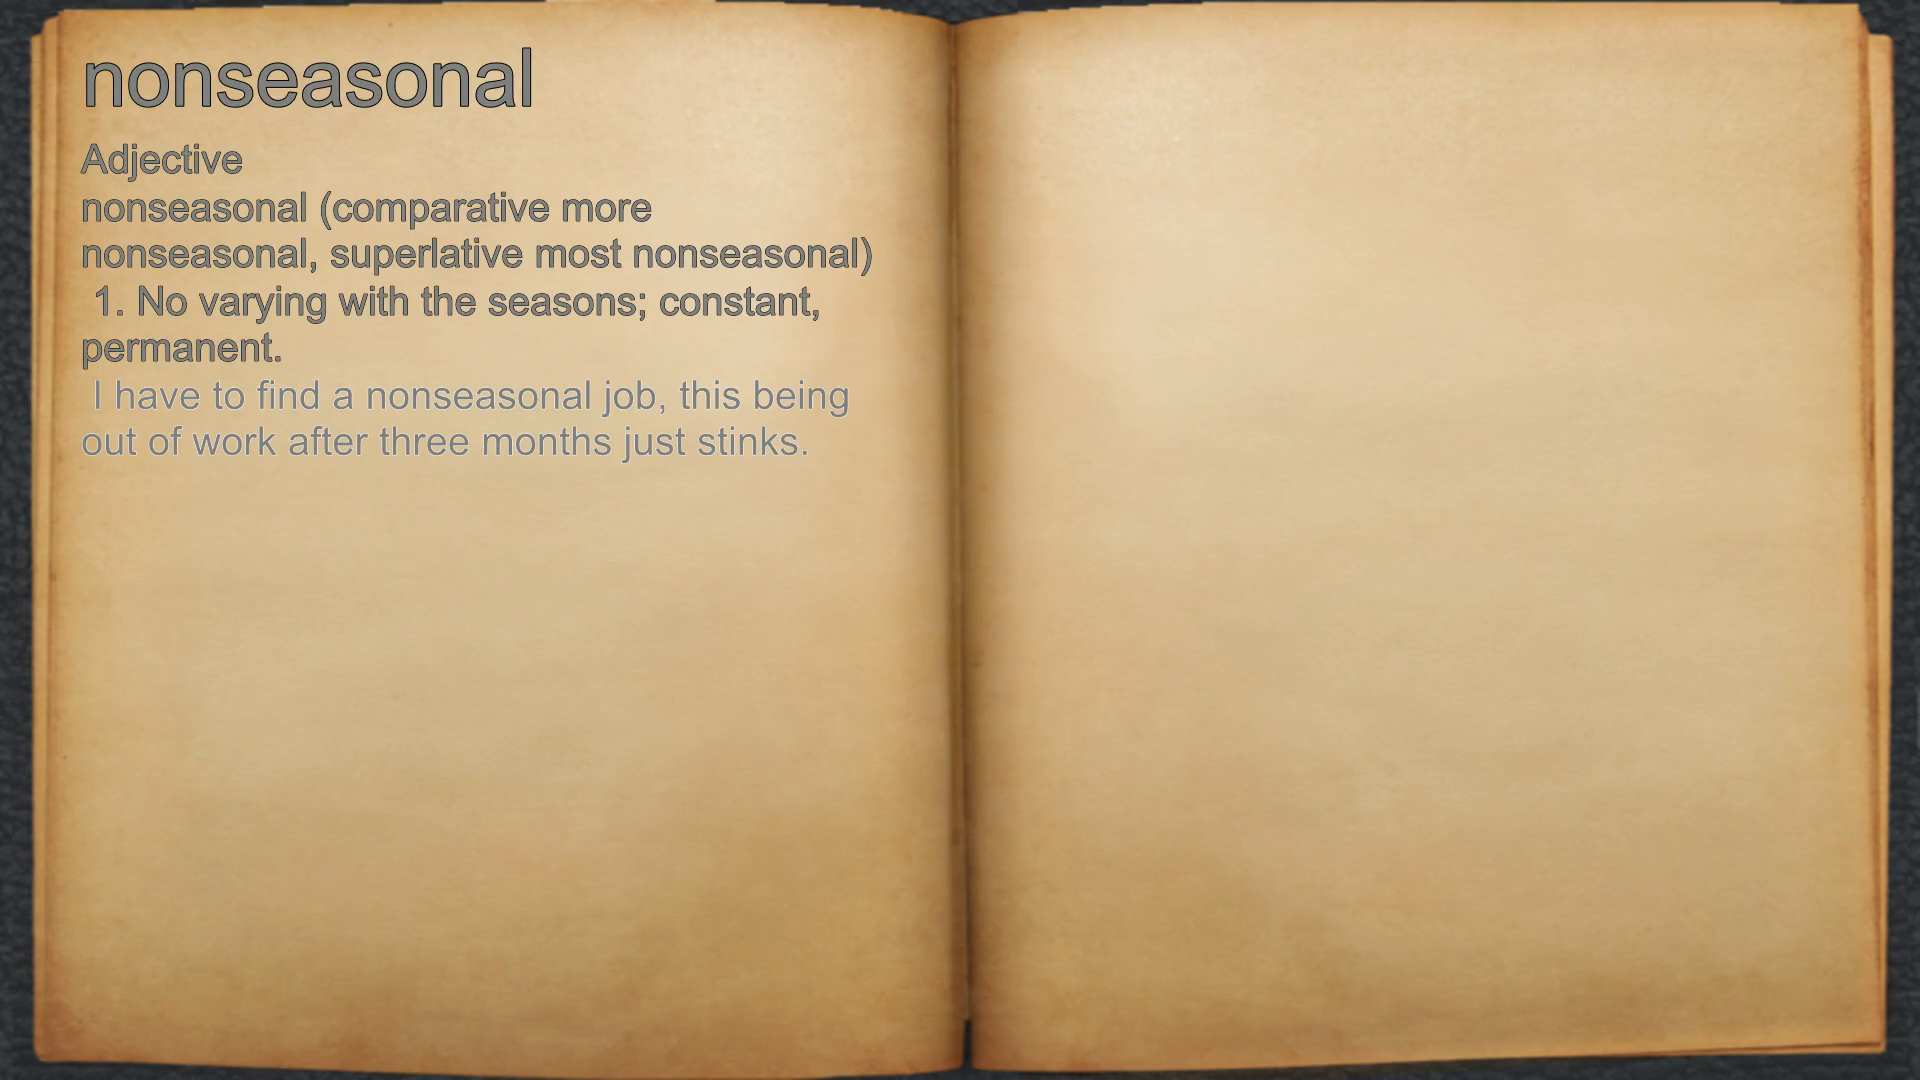 nonseasonal
Adjective
nonseasonal (comparative more
nonseasonal, superlative most nonseasonal)
1. No varying with the seasons; constant,
permanent.
I have to find a nonseasonal job, this being
out of work after three months just stinks.